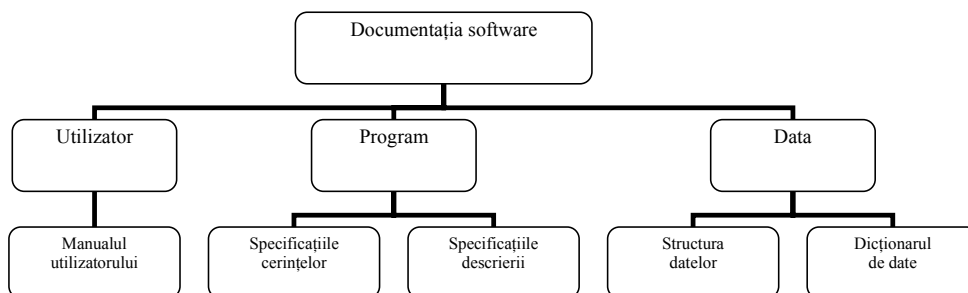 Documentația software
Utilizator
Program
Data
Manualul
utilizatorului
Specificațiile
cerințelor
Specificațiile
descrierii
Structura
datelor
Dicționarul
de date